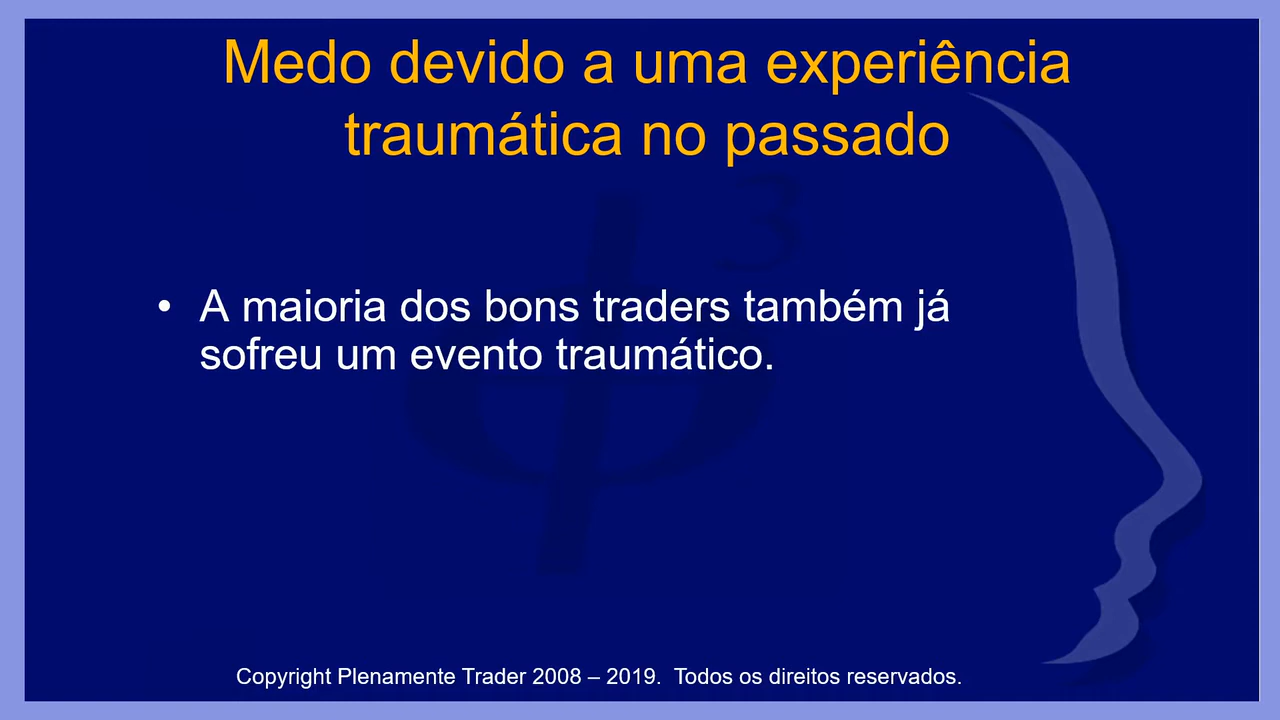 Medo devido a uma experiência
traumática no passado
3
• A maioria dos bons traders também já
sofreu um evento traumático.
Copyright Plenamente Trader 2008 – 2019. Todos os direitos reservados.